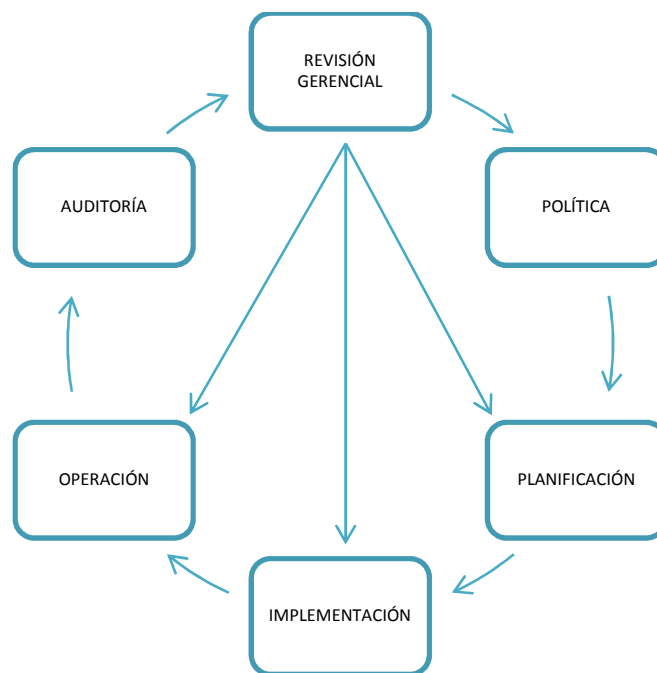 REVISIÓN
GERENCIAL
AUDITORÍA
POLÍTICA
OPERACIÓN
PLANIFICACIÓN
IMPLEMENTACIÓN